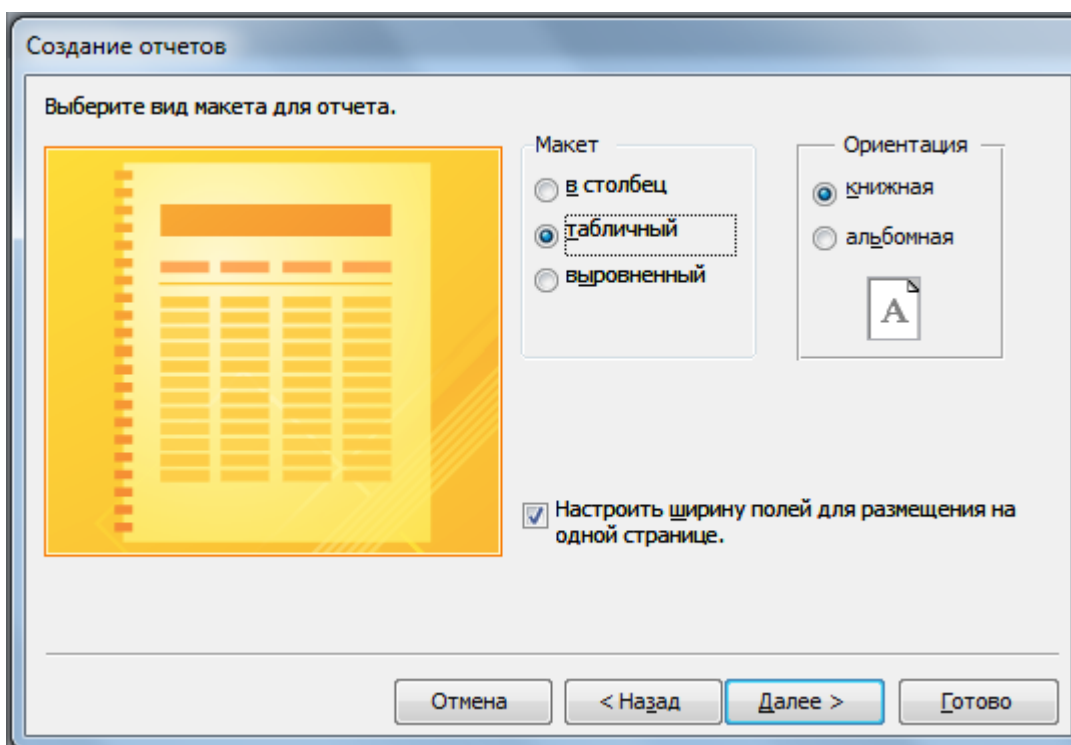 Создание отчетов
Выберите вид макета для отчета.
Макет
в столбец
табличный
выровненный
Ориентация
книжная
альбомная
A
Настроить ширину полей для размещения на
одной странице.
Отмена
< Назад
Далее >
Готово